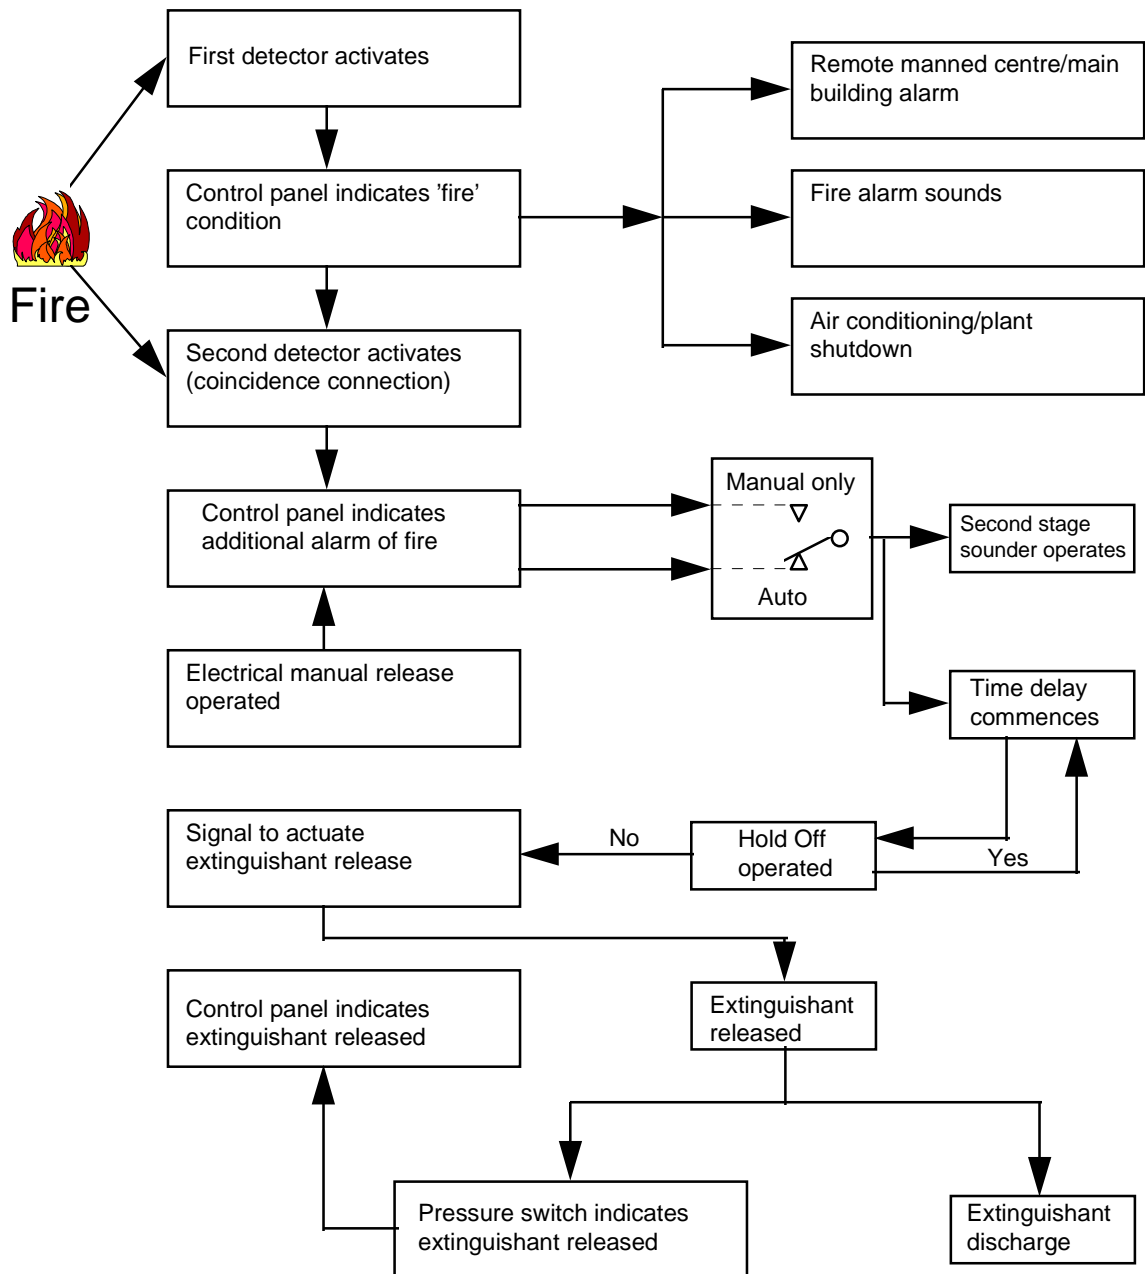 First detector activates
Remote manned centre/main
building alarm
Control panel indicates ’fire’
condition
Fire alarm sounds
Fire
Second detector activates
(coincidence connection)
Air conditioning/plant
shutdown
Control panel indicates
additional alarm of fire
Manual only
Auto
Second stage
sounder operates
Electrical manual release
operated
Time delay
commences
Signal to actuate
extinguishant release
No
Hold Off
operated
Yes
Control panel indicates
extinguishant released
Extinguishant
released
Pressure switch indicates
extinguishant released
Extinguishant
discharge